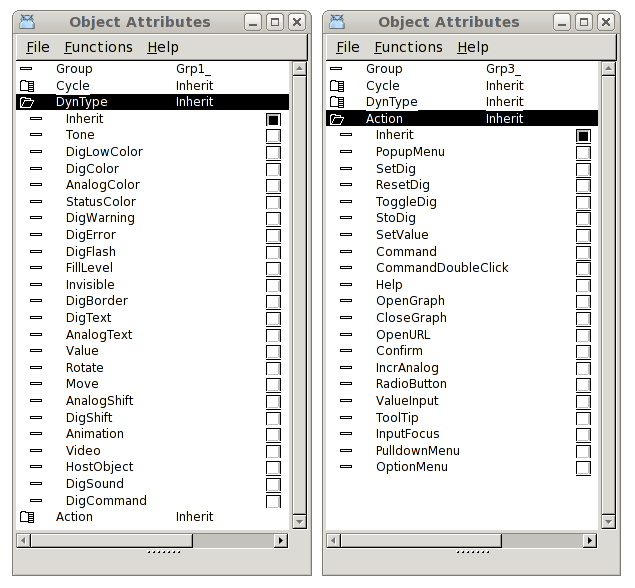 Object Attributes
File Functions Help
Group Grp1_
Cycle Inherit
DynType Inherit
Inherit
Tone
DigLowColor
DigColor
AnalogColor
StatusColor
DigWarning
DigError
DigFlash
FillLevel
Invisible
DigBorder
DigText
AnalogText
Value
Rotate
Move
AnalogShift
DigShift
Animation
Video
HostObject
DigSound
DigCommand
Action Inherit
Object Attributes
File Functions Help
Group Grp3_
Cycle Inherit
DynType Inherit
Action Inherit
Inherit
PopupMenu
SetDig
ResetDig
ToggleDig
StoDig
SetValue
Command
CommandDoubleClick
Help
OpenGraph
CloseGraph
OpenURL
Confirm
IncrAnalog
RadioButton
ValueInput
ToolTip
InputFocus
PulldownMenu
OptionMenu